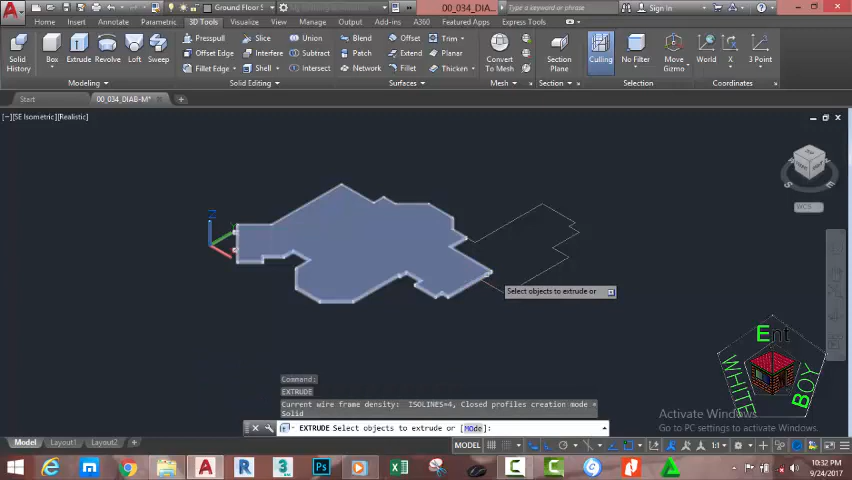 Ground Floor S
00_034_DIA...
Type a keyword or phrase
Sign In
Home Insert Annotate Parametric 3D Tools Visualize View Manage Output Add-ins A360 Featured Apps Express Tools
Solid History
Box
Extrude
Revolve
Loft
Sweep
Presspull
Offset Edge
Fillet Edge
Slice
Interfere
Shell
Union
Subtract
Intersect
Blend
Patch
Network
Offset
Extend
Fillet
Planar
Trim
Thicken
Convert To Mesh
Section Plane
Culling
No Filter
Move Gizmo
World
X
3 Point
Modeling
Solid Editing
Surfaces
Mesh
Section
Selection
Coordinates
Start
00_034_DIAB-M*
[−][SE Isometric][Realistic]
Z
S
E
WCS
Select objects to extrude or
Command:
EXTRUDE
Current wire frame density: ISOLINES=4, Closed profiles creation mode =
Solid
EXTRUDE Select objects to extrude or [MOde]:
Ent
WHITE
BOY
Activate Windows
Go to PC settings to activate Windows.
Model Layout1 Layout2
MODEL
1:1
10:32 PM
9/24/2017